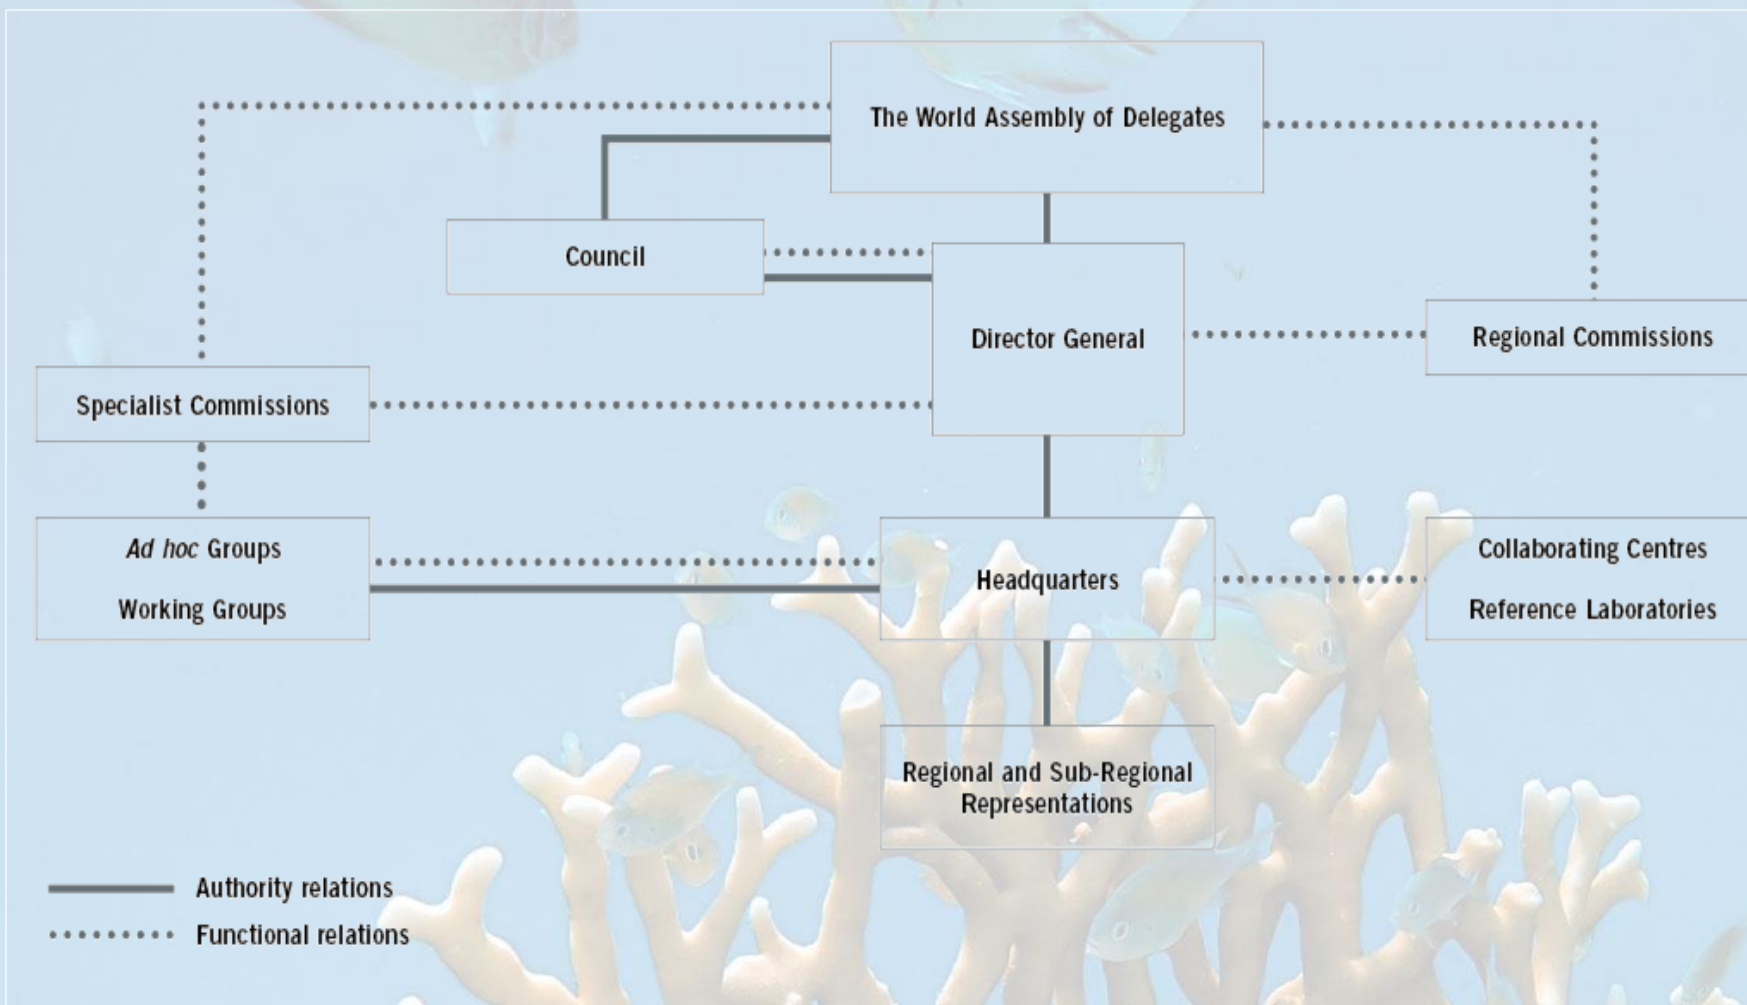 The World Assembly of Delegates
Council
Director General
Regional Commissions
Specialist Commissions
Ad hoc Groups
Working Groups
Headquarters
Collaborating Centres
Reference Laboratories
Regional and Sub-Regional
Representations
Authority relations
Functional relations